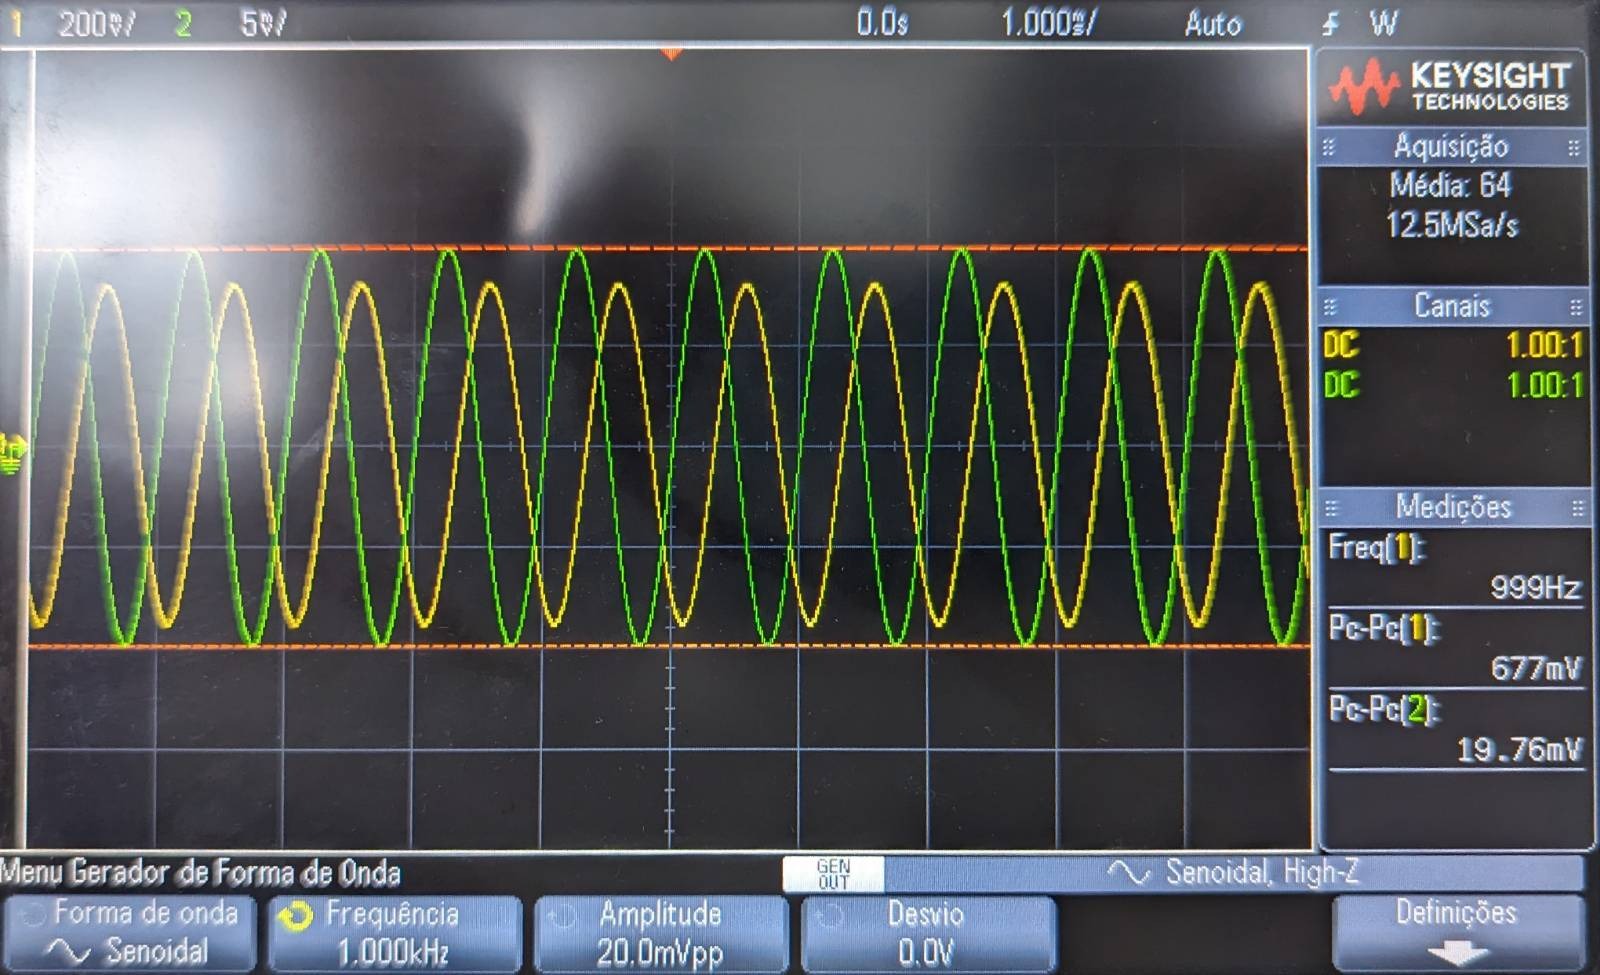 1 200mV/ 2 5mV/ 0.0s 1.000ms/ Auto W
KEYSIGHT
TECHNOLOGIES
Aquisição
Média: 64
12.5MSa/s
Canais
DC 1.00:1
DC 1.00:1
Medições
Freq(1):
999Hz
Pc-Pc(1):
677mV
Pc-Pc(2):
19.76mV
Menu Gerador de Forma de Onda
GEN
OUT
Senoidal, High-Z
Forma de onda
Senoidal
Frequência
1.000kHz
Amplitude
20.0mVpp
Desvio
0.0V
Definições